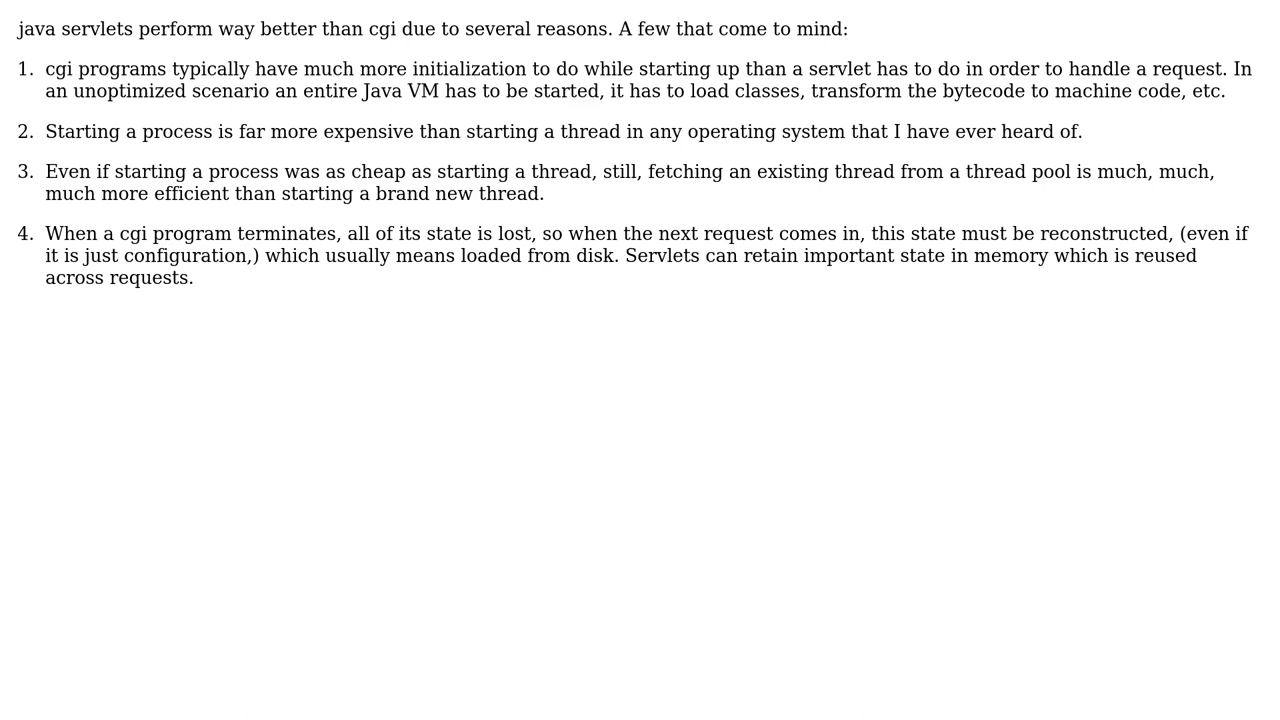 java servlets perform way better than cgi due to several reasons. A few that come to mind:
1. cgi programs typically have much more initialization to do while starting up than a servlet has to do in order to handle a request. In
an unoptimized scenario an entire Java VM has to be started, it has to load classes, transform the bytecode to machine code, etc.
2. Starting a process is far more expensive than starting a thread in any operating system that I have ever heard of.
3. Even if starting a process was as cheap as starting a thread, still, fetching an existing thread from a thread pool is much, much,
much more efficient than starting a brand new thread.
4. When a cgi program terminates, all of its state is lost, so when the next request comes in, this state must be reconstructed, (even if
it is just configuration,) which usually means loaded from disk. Servlets can retain important state in memory which is reused
across requests.